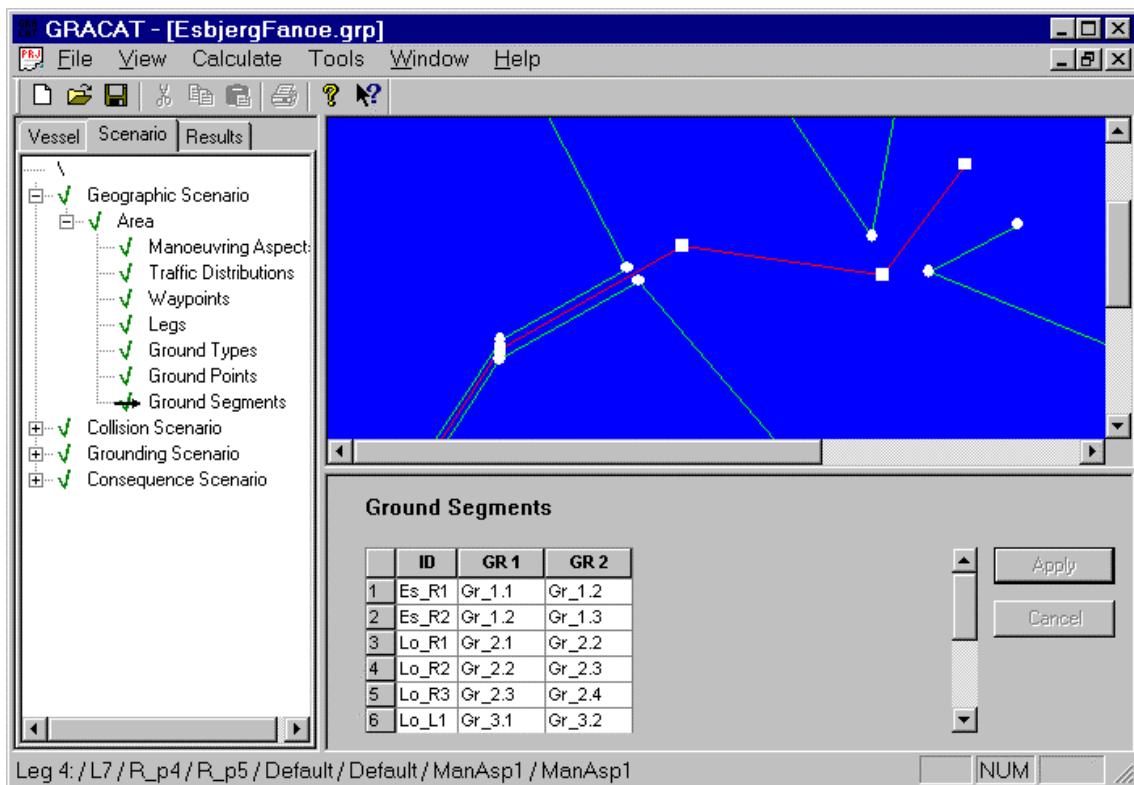 GRACAT - [EsbjergFanoe.grp]
PRJ File View Calculate Tools Window Help
Vessel Scenario Results
\
Geographic Scenario
Area
Manoeuvring Aspect
Traffic Distributions
Waypoints
Legs
Ground Types
Ground Points
Ground Segments
Collision Scenario
Grounding Scenario
Consequence Scenario
Ground Segments
ID GR 1 GR 2
1 Es_R1 Gr_1.1 Gr_1.2
2 Es_R2 Gr_1.2 Gr_1.3
3 Lo_R1 Gr_2.1 Gr_2.2
4 Lo_R2 Gr_2.2 Gr_2.3
5 Lo_R3 Gr_2.3 Gr_2.4
6 Lo_L1 Gr_3.1 Gr_3.2
Apply
Cancel
Leg 4: / L7 / R_p4 / R_p5 / Default / Default / ManAsp1 / ManAsp1 NUM